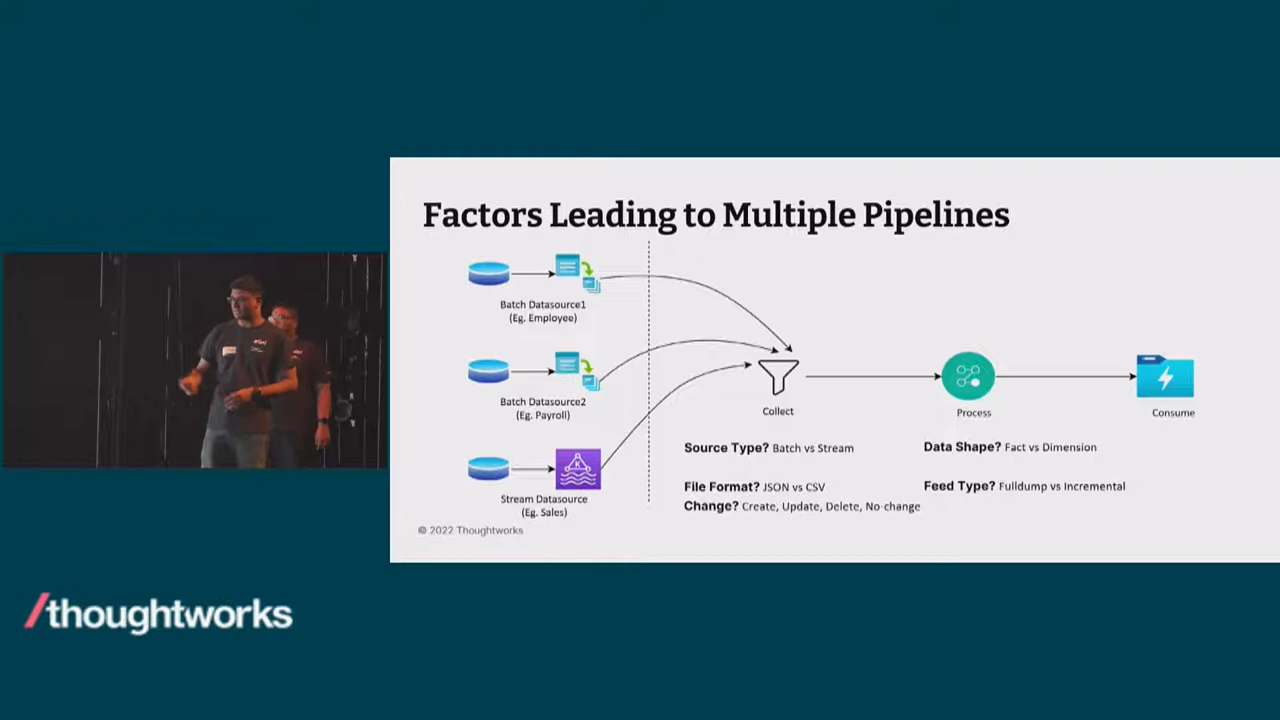 Factors Leading to Multiple Pipelines
Batch Datasource1
(Eg. Employee)
Batch Datasource2
(Eg. Payroll)
Stream Datasource
(Eg. Sales)
Collect
Process
Consume
Source Type? Batch vs Stream
File Format? JSON vs CSV
Change? Create, Update, Delete, No-change
Data Shape? Fact vs Dimension
Feed Type? Fulldump vs Incremental
© 2022 Thoughtworks
/thoughtworks